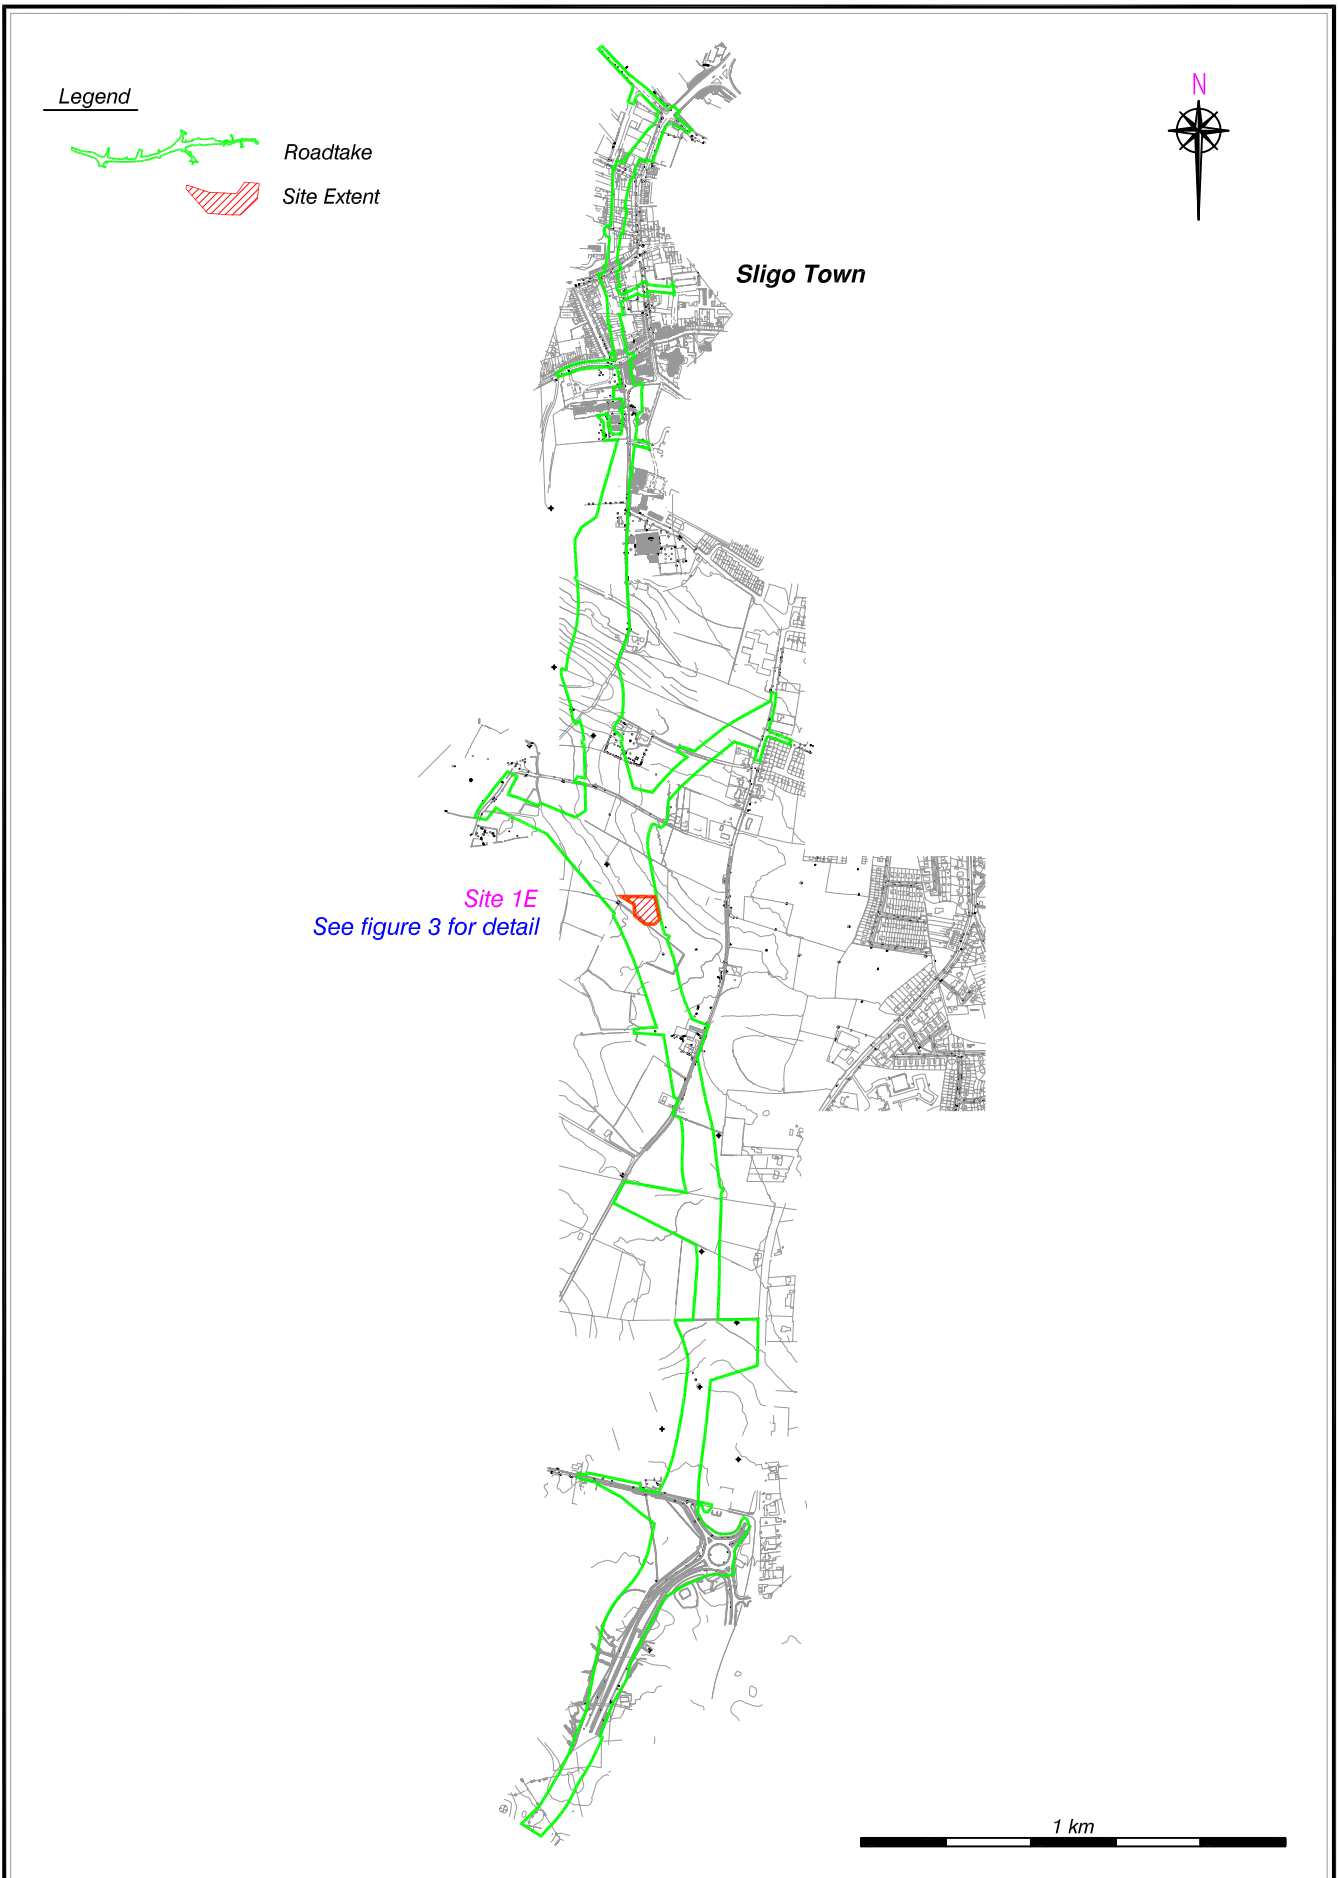 Legend
N
Roadtake
Site Extent
Sligo Town
Site 1E
See figure 3 for detail
1 km